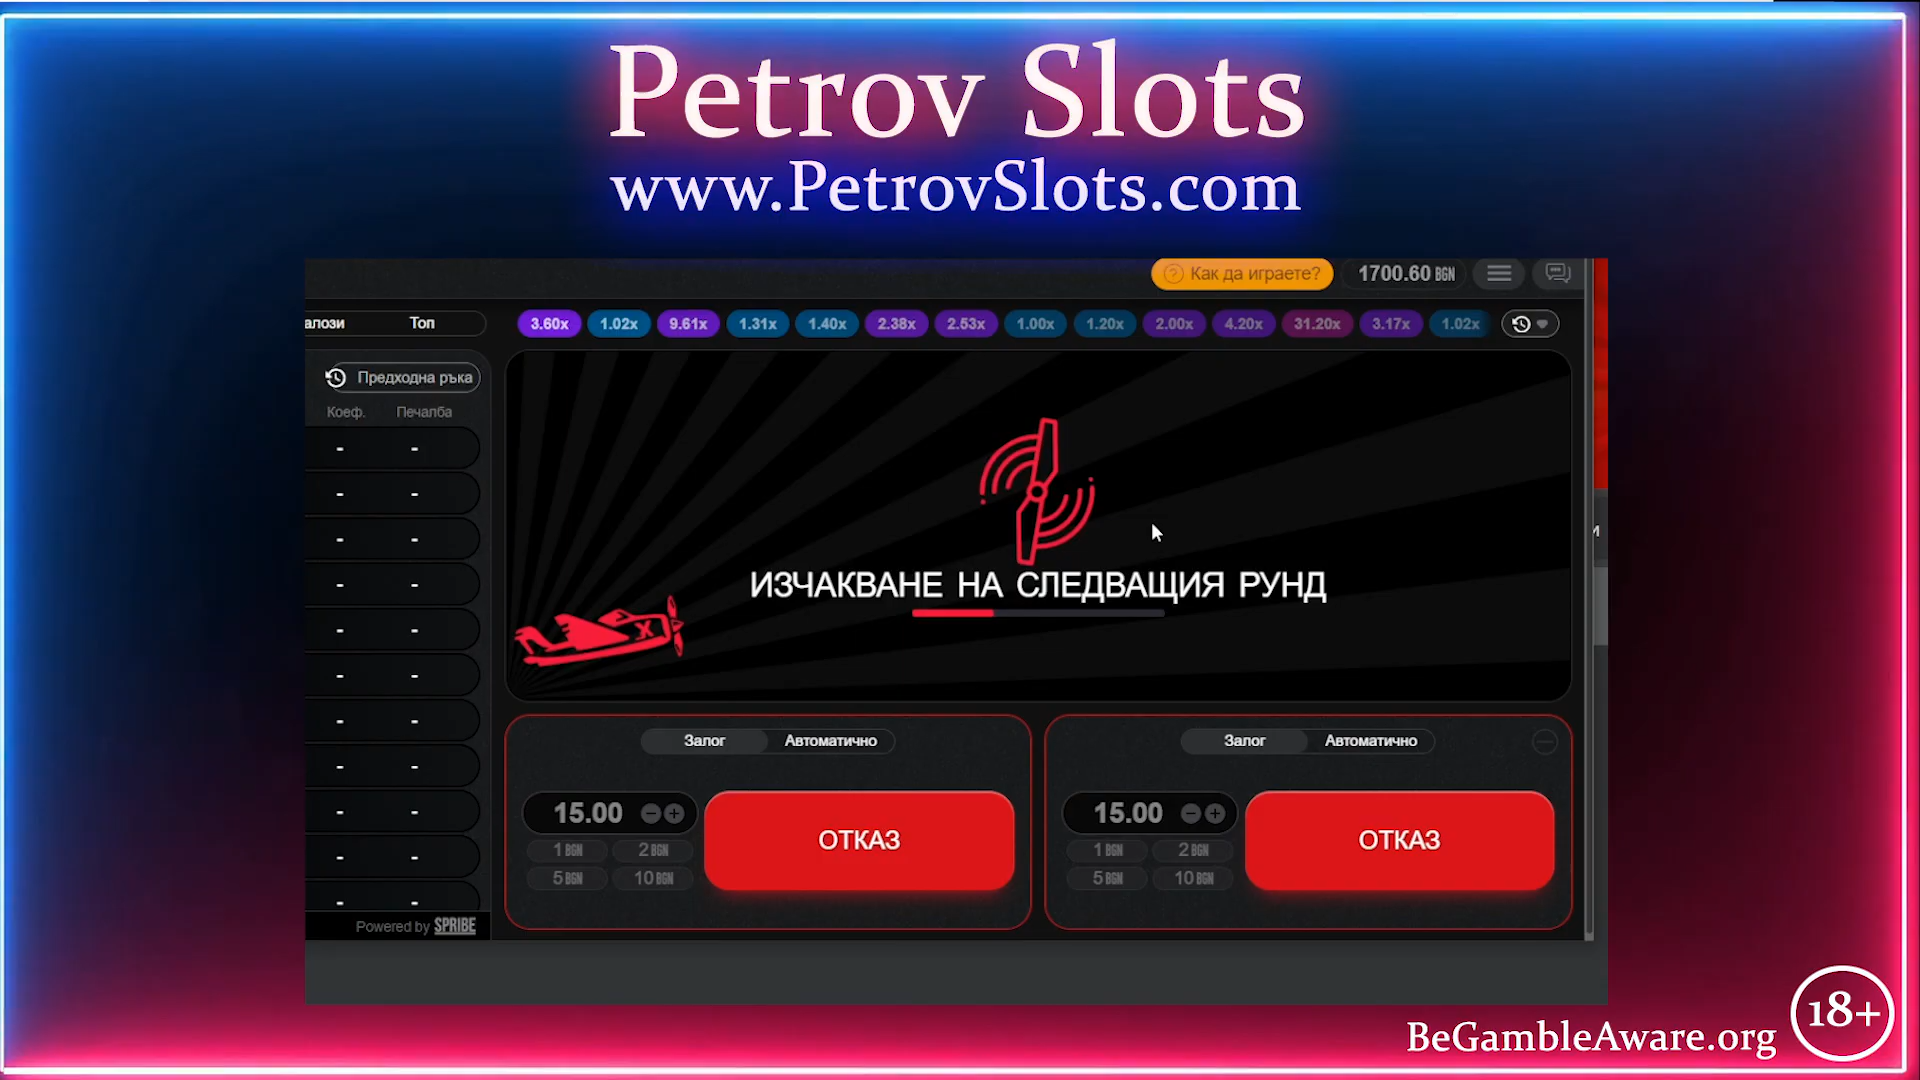 Petrov Slots
www.PetrovSlots.com
Как да играете? 1700.60 BGN
алози Топ 3.60x 1.02x 9.61x 1.31x 1.40x 2.38x 2.53x 1.00x 1.20x 2.00x 4.20x 31.20x 3.17x 1.02x
Предходна ръка
Коеф. Печалба
ИЗЧАКВАНЕ НА СЛЕДВАЩИЯ РУНД
X
Залог Автоматично
15.00
ОТКАЗ
1 BGN 2 BGN
5 BGN 10 BGN
Залог Автоматично
15.00
ОТКАЗ
1 BGN 2 BGN
5 BGN 10 BGN
Powered by SPRIBE
18+
BeGambleAware.org